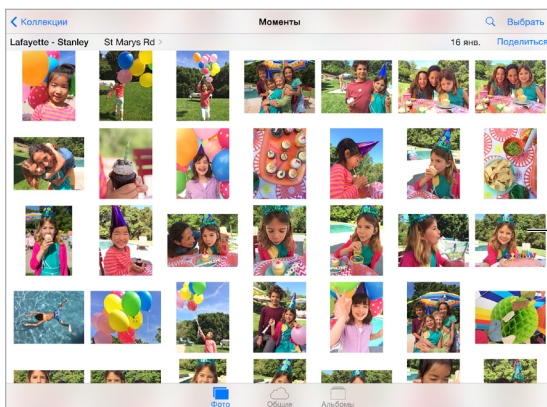 Коллекции Моменты Выбрать
Lafayette - Stanley St Marys Rd 16 янв. Поделиться
Фото Общие Альбомы